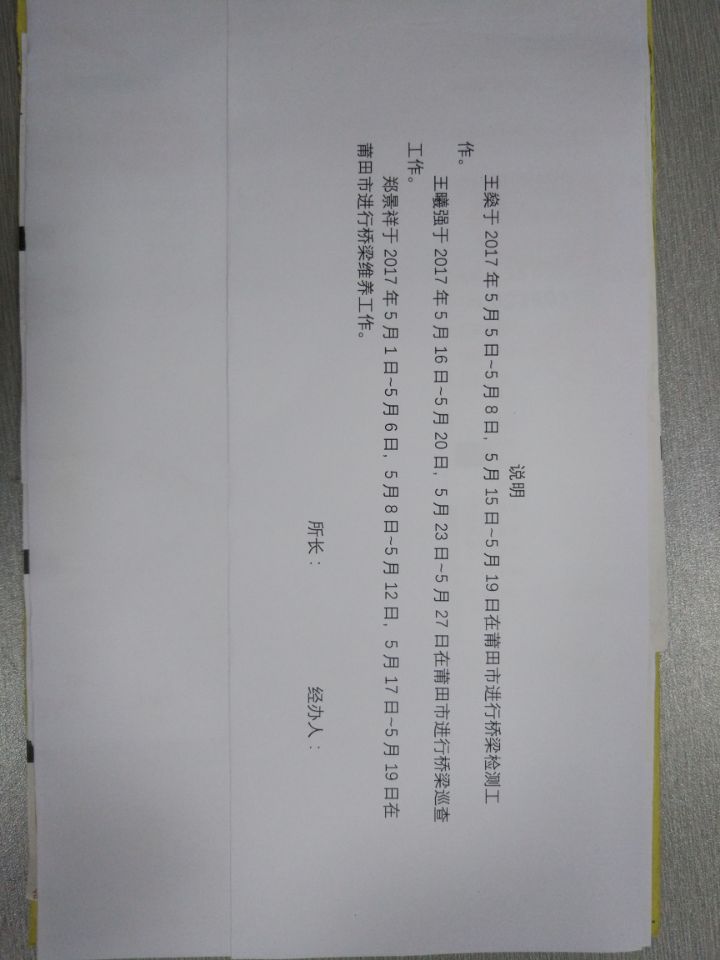 说明
王燊于 2017 年 5 月 5 日~5 月 8 日，5 月 15 日~5 月 19 日在莆田市进行桥梁检测工
作。
王曦强于 2017 年 5 月 16 日~5 月 20 日，5 月 23 日~5 月 27 日在莆田市进行桥梁巡查
工作。
郑景祥于 2017 年 5 月 1 日~5 月 6 日，5 月 8 日~5 月 12 日，5 月 17 日~5 月 19 日在
莆田市进行桥梁维养工作。
所长： 经办人：